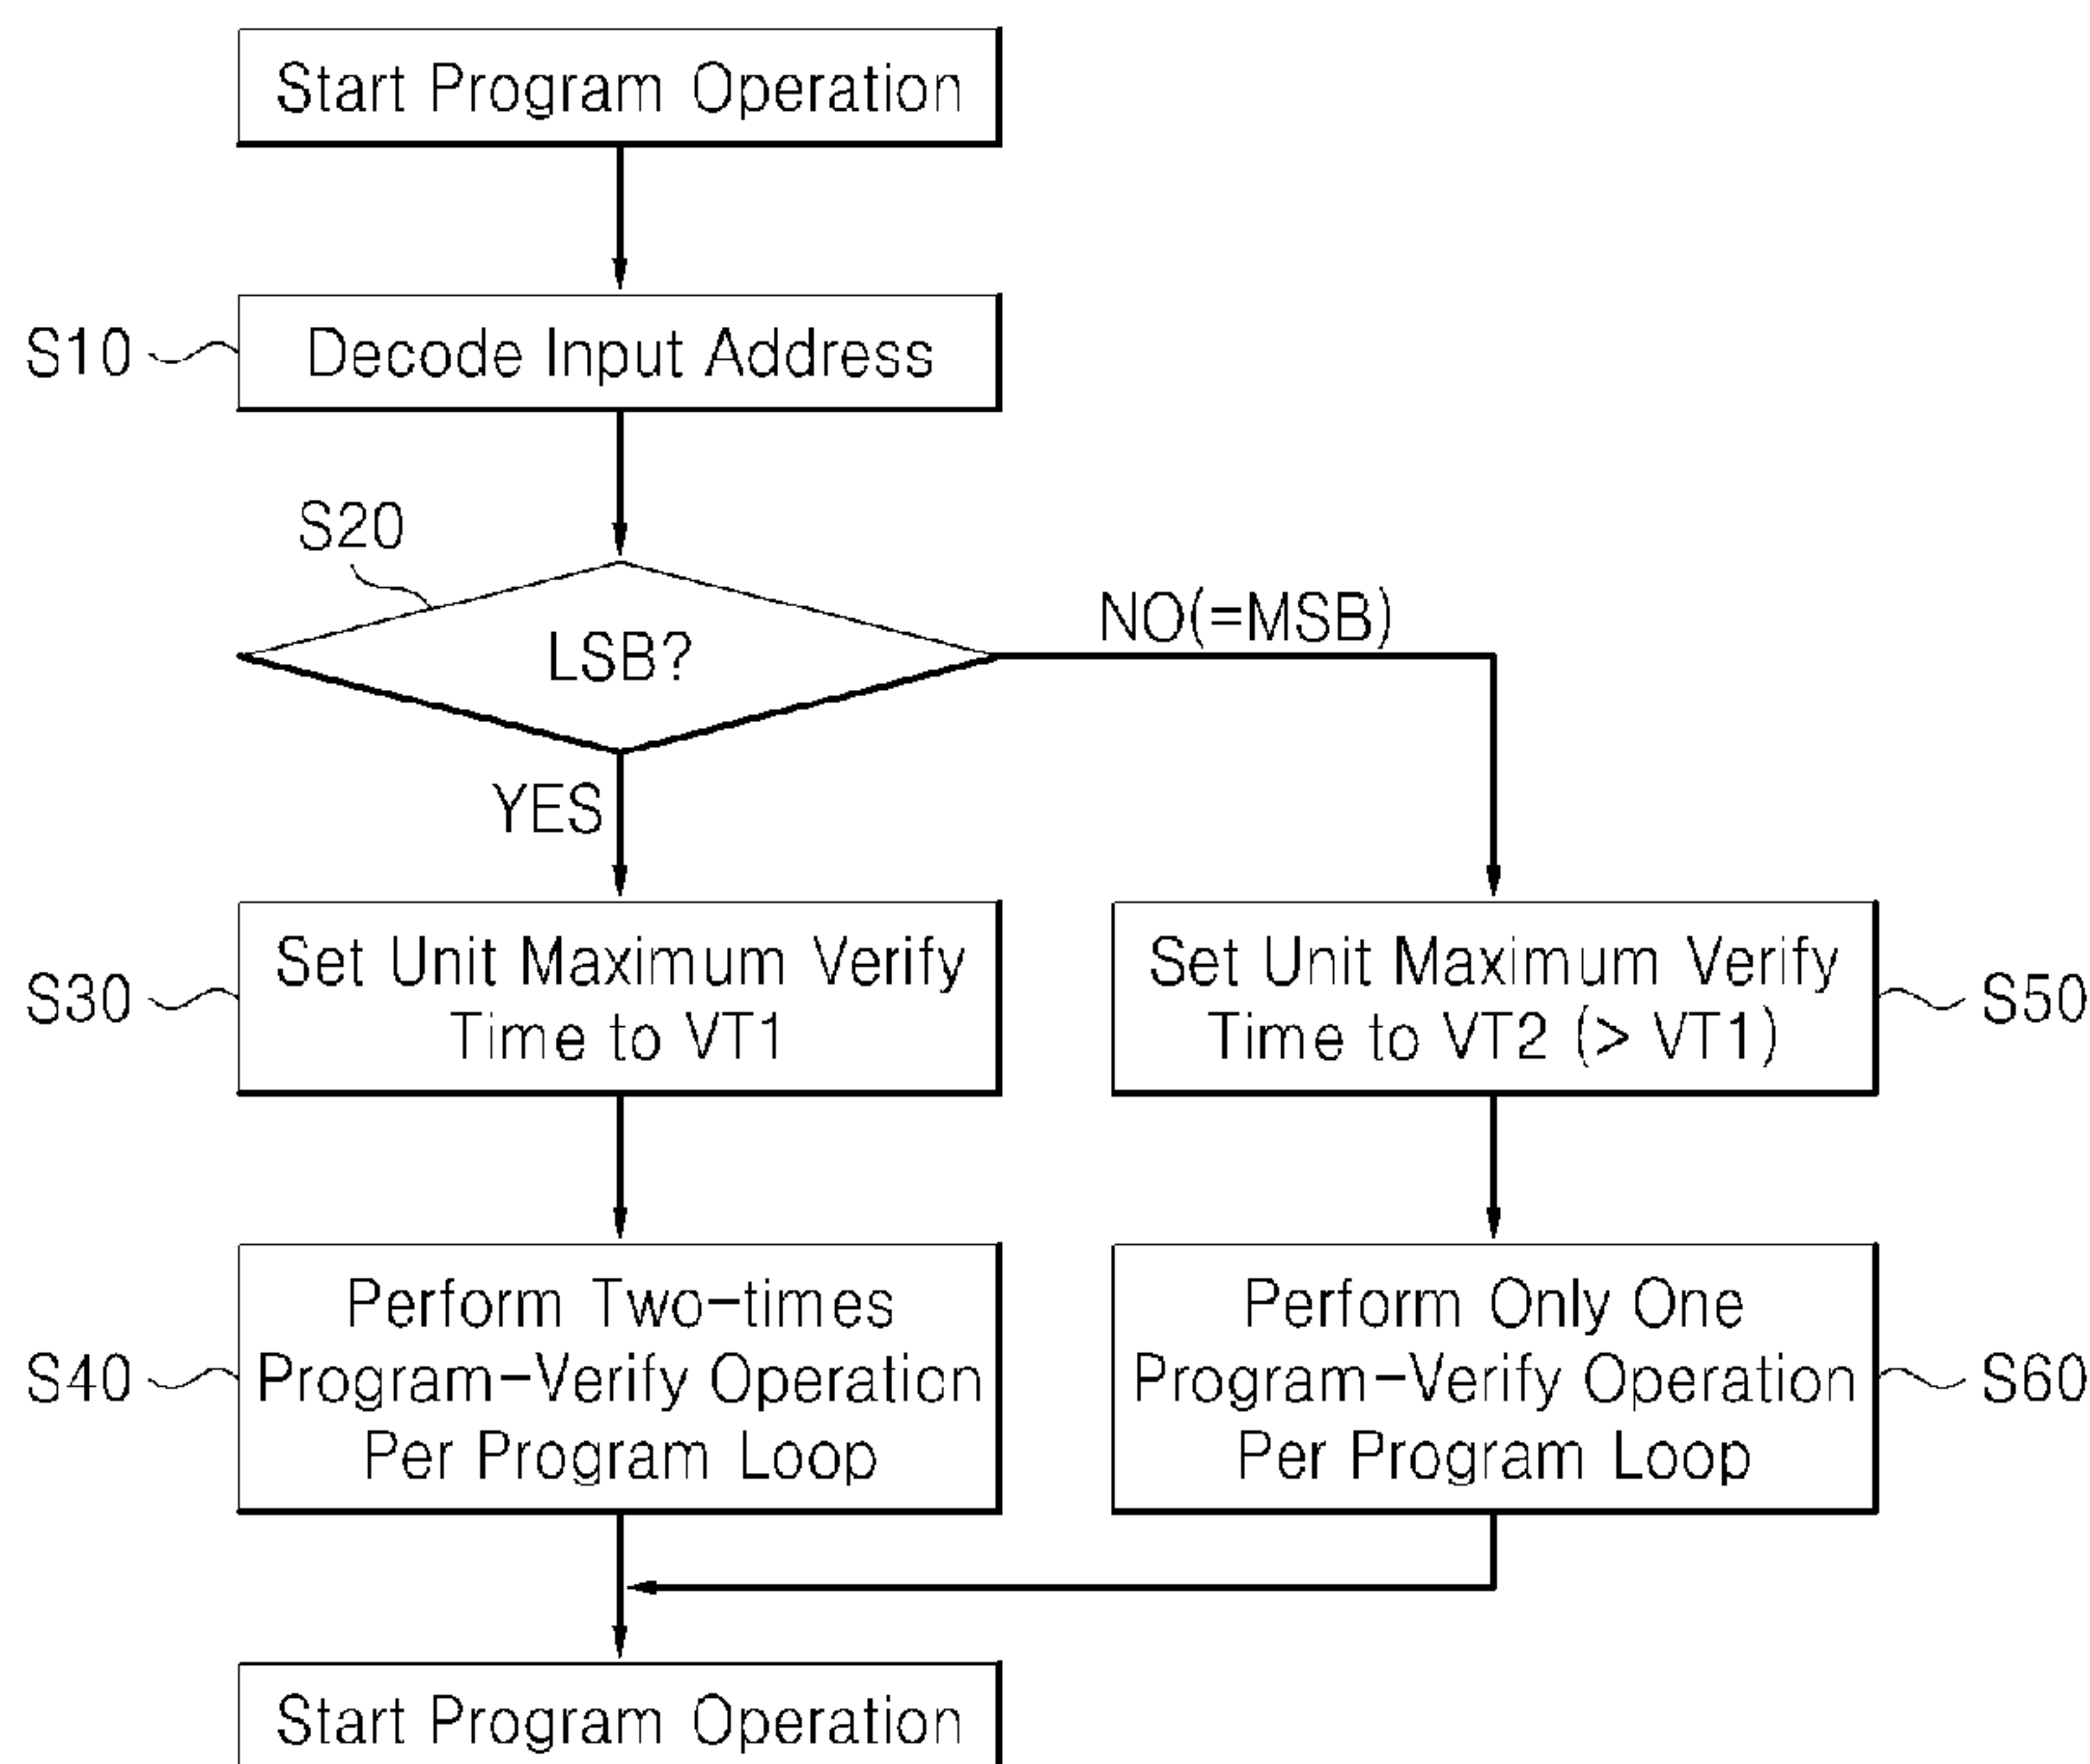 Start Program Operation
S10
Decode Input Address
S20
LSB?
NO(=MSB)
YES
S30
Set Unit Maximum Verify
Time to VT1
Set Unit Maximum Verify
Time to VT2 (> VT1)
S50
S40
Perform Two-times
Program-Verify Operation
Per Program Loop
Perform Only One
Program-Verify Operation
Per Program Loop
S60
Start Program Operation